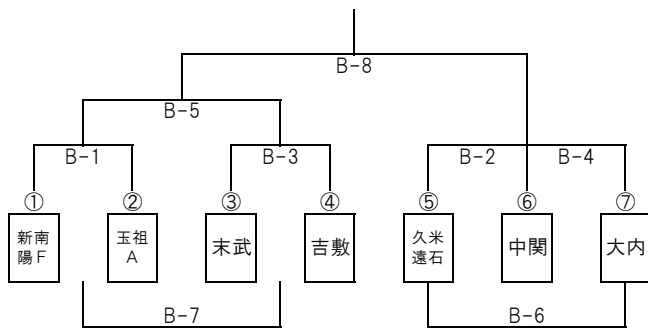 B-8
B-5
B-1
B-3
B-2
B-4
①
②
③
④
⑤
⑥
⑦
新南
陽F
玉祖
A
末武
吉敷
久米
遠石
中関
大内
B-7
B-6